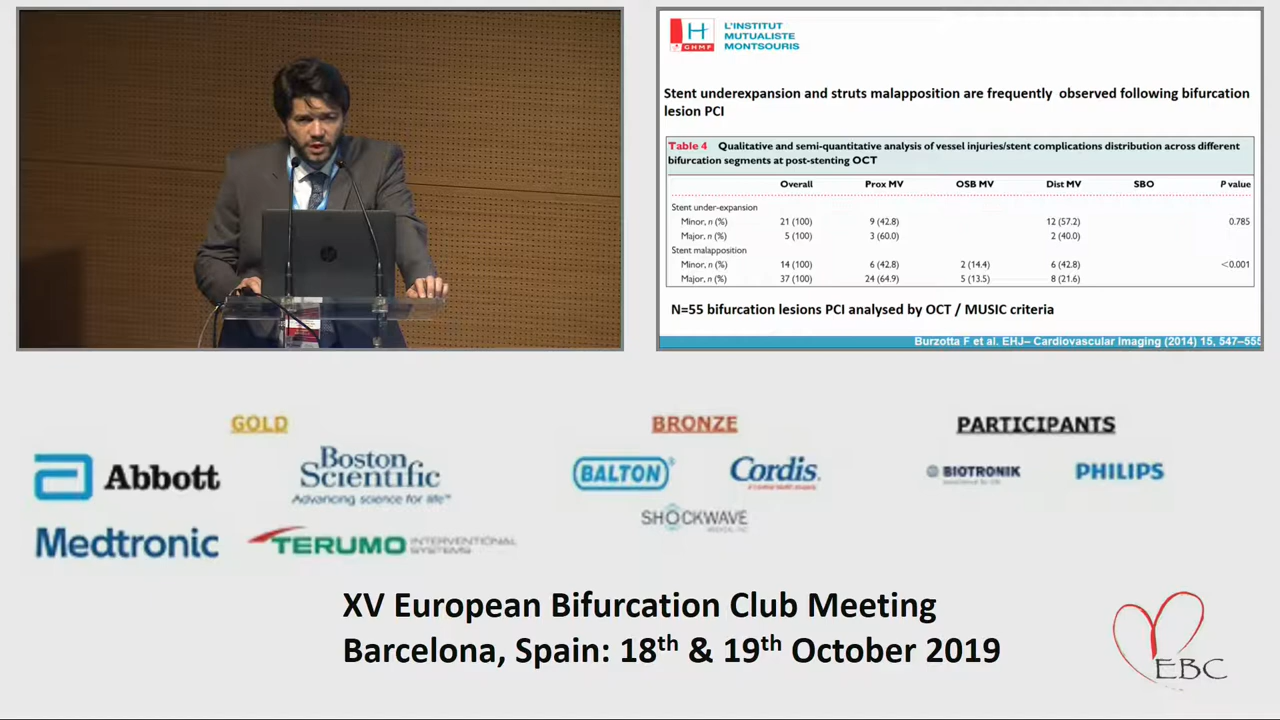 L'INSTITUT
MUTUALISTE
MONTSOURIS
H
GHMF
Stent underexpansion and struts malapposition are frequently observed following bifurcation
lesion PCI
Table 4 Qualitative and semi-quantitative analysis of vessel injuries/stent complications distribution across different
bifurcation segments at post-stenting OCT
Overall Prox MV OSB MV Dist MV SBO P value
Stent under-expansion
Minor, n (%) 21 (100) 9 (42.8) 12 (57.2) 0.785
Major, n (%) 5 (100) 3 (60.0) 2 (40.0)
Stent malapposition
Minor, n (%) 14 (100) 6 (42.8) 2 (14.4) 6 (42.8) <0.001
Major, n (%) 37 (100) 24 (64.9) 5 (13.5) 8 (21.6)
N=55 bifurcation lesions PCI analysed by OCT / MUSIC criteria
Burzotta F et al. EHJ– Cardiovascular Imaging (2014) 15, 547–555
hp
GOLD
BRONZE
PARTICIPANTS
Abbott
Boston
Scientific
Advancing science for life™
BALTON®
Cordis.
BIOTRONIK
PHILIPS
Medtronic
TERUMO INTERVENTIONAL
SYSTEMS
SHOCKWAVE
XV European Bifurcation Club Meeting
Barcelona, Spain: 18th & 19th October 2019
EBC